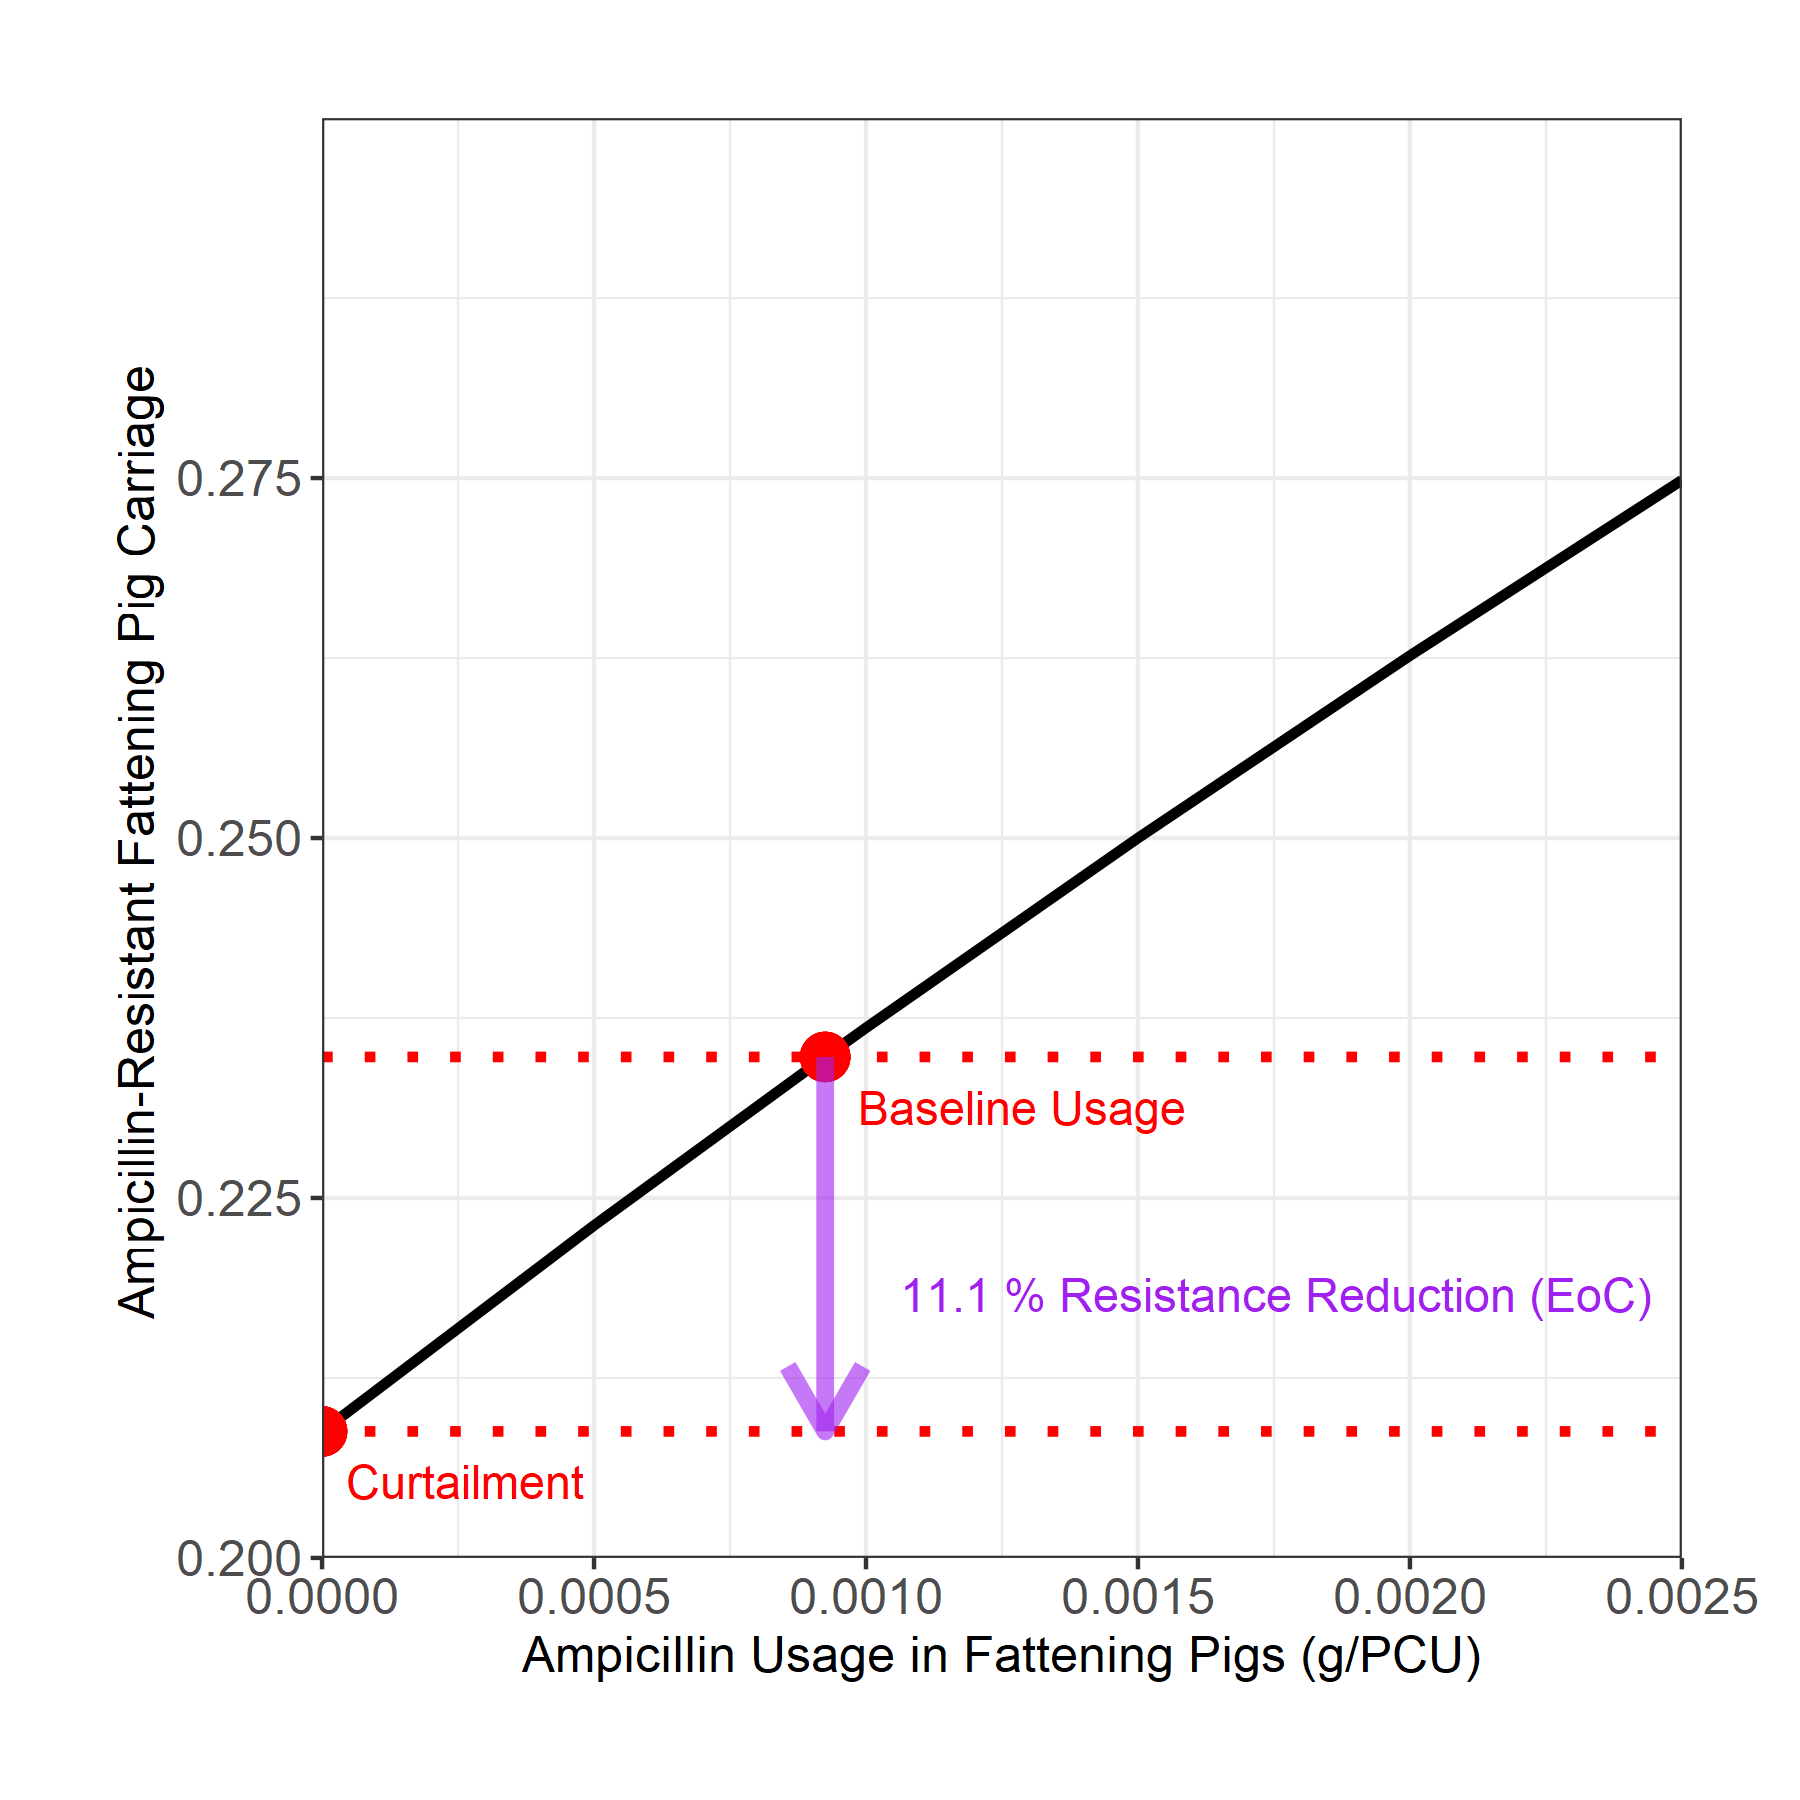 Ampicillin-Resistant Fattening Pig Carriage
0.275
0.250
0.225
0.200
Baseline Usage
11.1 % Resistance Reduction (EoC)
Curtailment
0.0000 0.0005 0.0010 0.0015 0.0020 0.0025
Ampicillin Usage in Fattening Pigs (g/PCU)